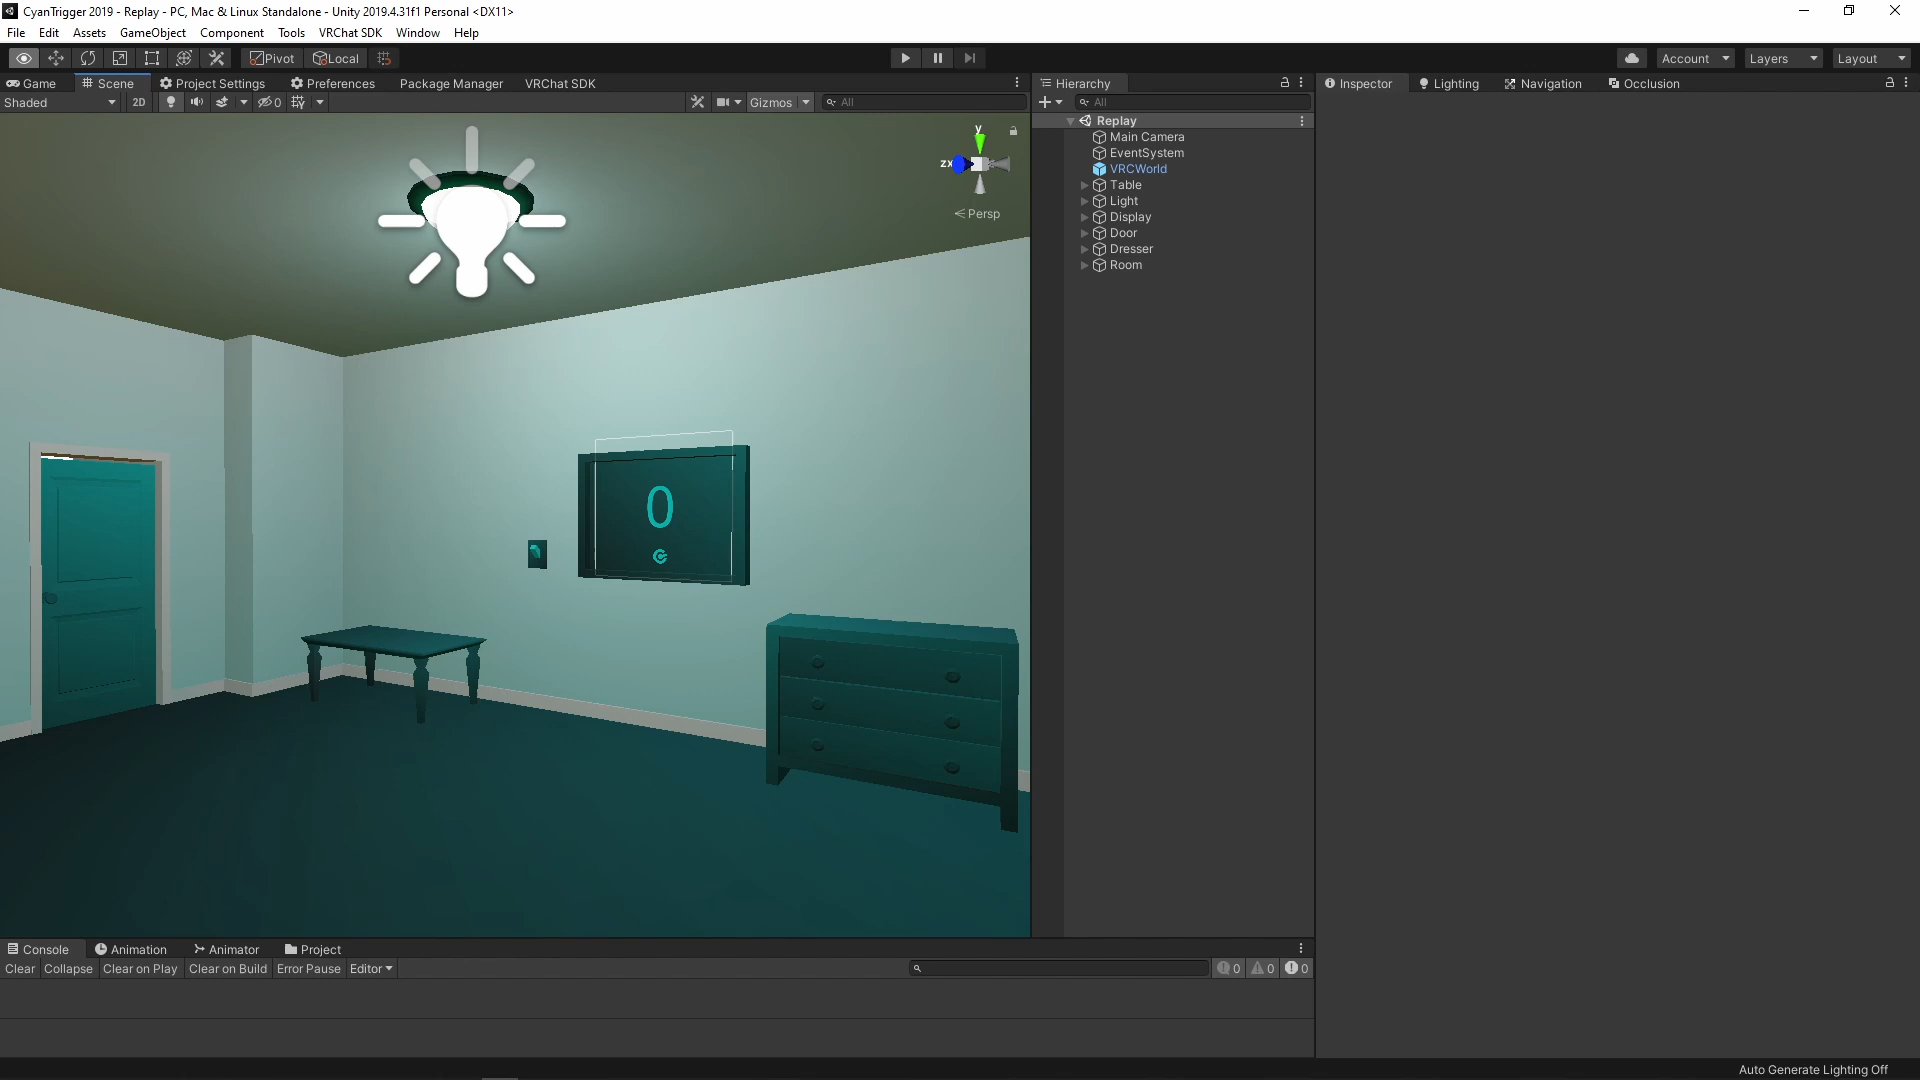 CyanTrigger 2019 - Replay - PC, Mac & Linux Standalone - Unity 2019.4.31f1 Personal <DX11>
File Edit Assets GameObject Component Tools VRChat SDK Window Help
Pivot Local Account Layers Layout
Game Scene Project Settings Preferences Package Manager VRChat SDK
Shaded 2D 0 Gizmos All
Hierarchy
All
Replay
Main Camera
EventSystem
VRCWorld
Table
Light
Display
Door
Dresser
Room
Inspector Lighting Navigation Occlusion
y
zx
Persp
0
Console Animation Animator Project
Clear Collapse Clear on Play Clear on Build Error Pause Editor 0 0 0
Auto Generate Lighting Off